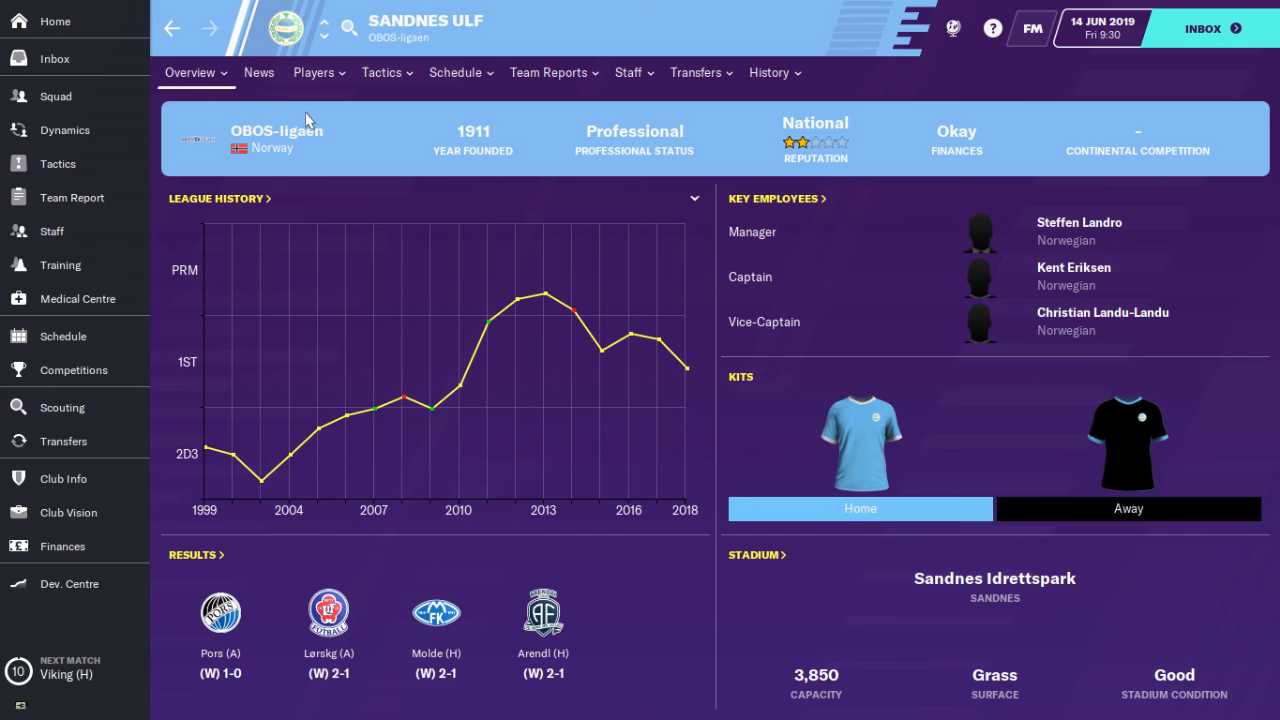 Home
Inbox
Squad
Dynamics
Tactics
Team Report
Staff
Training
Medical Centre
Schedule
Competitions
Scouting
Transfers
Club Info
Club Vision
Finances
Dev. Centre
10
NEXT MATCH
Viking (H)
SANDNES ULF
OBOS-ligaen
?
FM
14 JUN 2019
Fri 9:30
INBOX
Overview
News
Players
Tactics
Schedule
Team Reports
Staff
Transfers
History
OBOS-ligaen
Norway
1911
YEAR FOUNDED
Professional
PROFESSIONAL STATUS
National
REPUTATION
Okay
FINANCES
-
CONTINENTAL COMPETITION
LEAGUE HISTORY >
PRM
1ST
2D3
1999
2004
2007
2010
2013
2016
2018
RESULTS >
PORS
FOTBALL
MFK
ARENDAL
AF
Pors (A)
Lørskg (A)
Molde (H)
Arendl (H)
(W) 1-0
(W) 2-1
(W) 2-1
(W) 2-1
KEY EMPLOYEES >
Manager
Steffen Landro
Norwegian
Captain
Kent Eriksen
Norwegian
Vice-Captain
Christian Landu-Landu
Norwegian
KITS
Home
Away
STADIUM >
Sandnes Idrettspark
SANDNES
3,850
CAPACITY
Grass
SURFACE
Good
STADIUM CONDITION